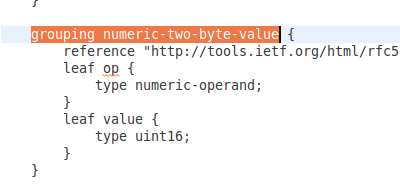 }
grouping numeric-two-byte-value {
reference "http://tools.ietf.org/html/rfc5
leaf op {
type numeric-operand;
}
leaf value {
type uint16;
}
}